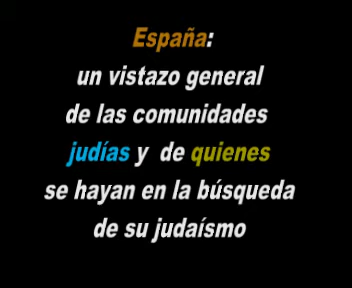 España:
un vistazo general
de las comunidades
judías y de quienes
se hayan en la búsqueda
de su judaísmo